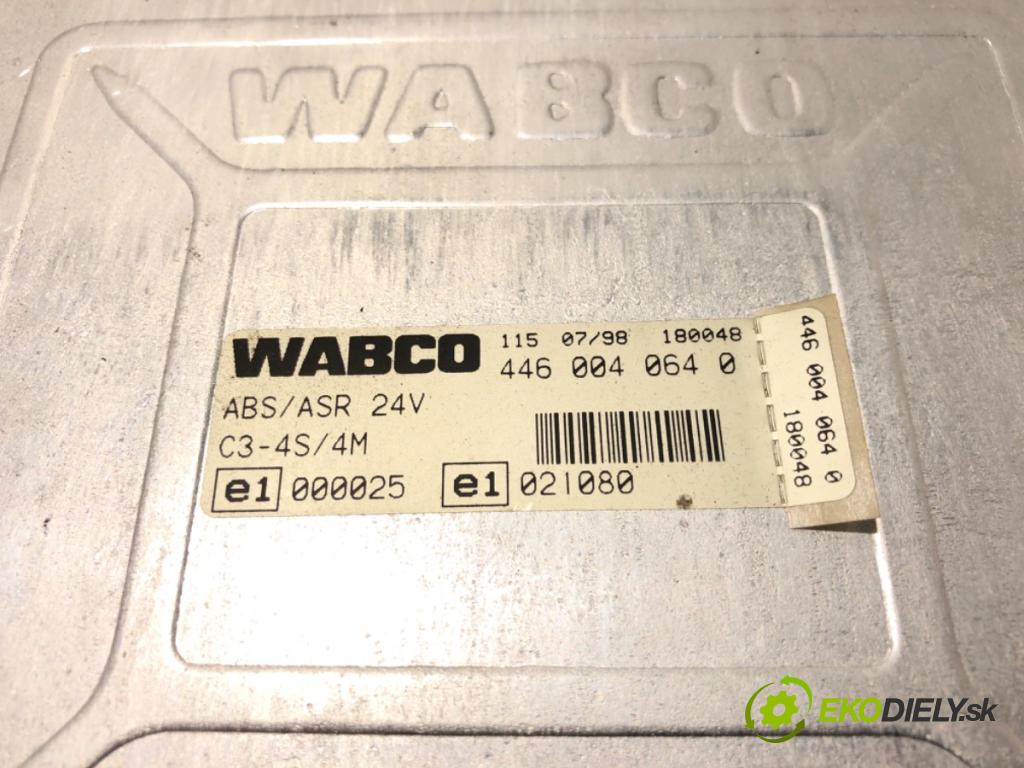 WABCO
WABCO
115 07/98 180048
446 004 064 0
ABS/ASR 24V
C3-4S/4M
e1 000025 e1 021080
446 004 064 0
180048
EKODIELY.sk